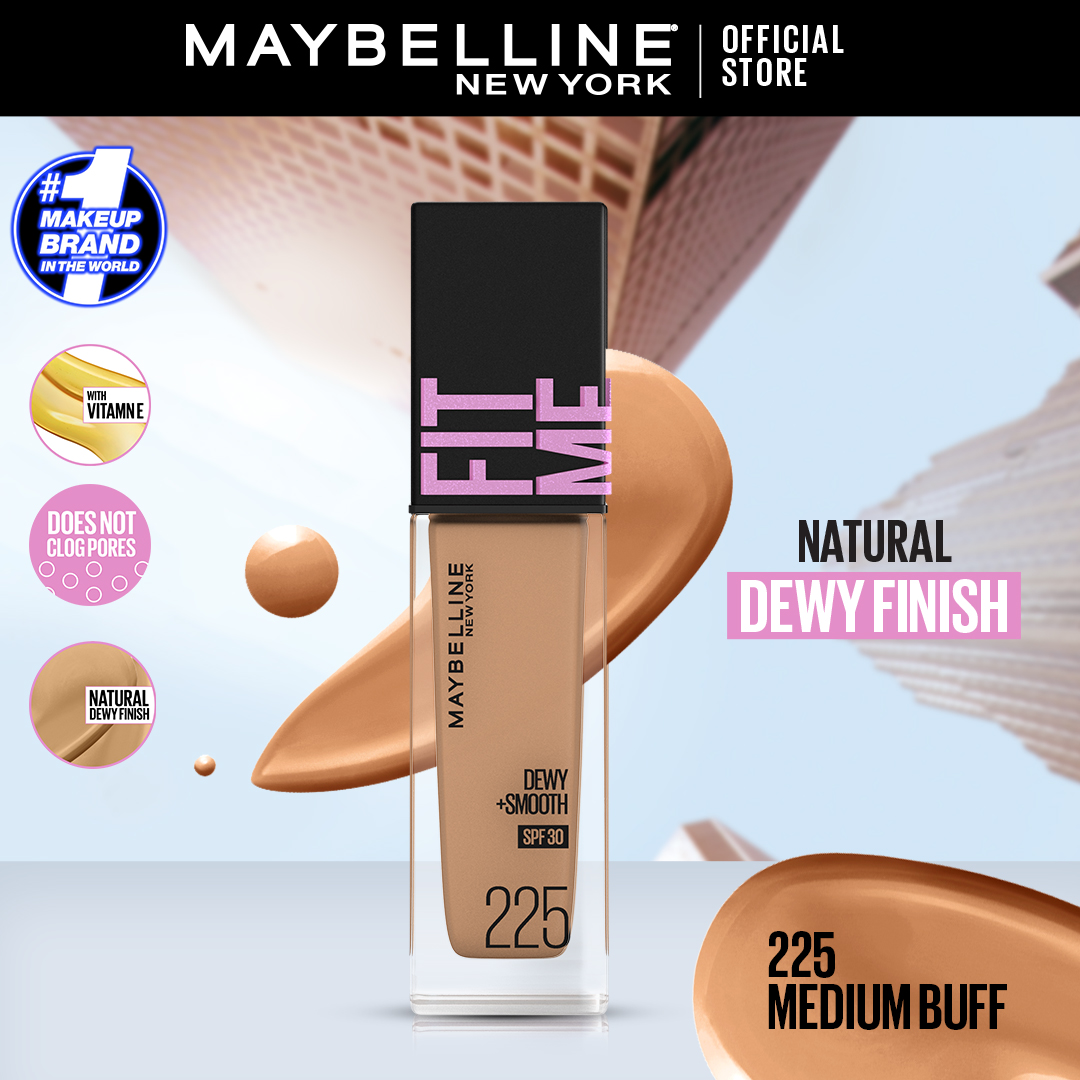 MAYBELLINE
NEW YORK
OFFICIAL
STORE
#1
MAKEUP
BRAND
IN THE WORLD
WITH
VITAMN E
DOES NOT
CLOG PORES
NATURAL
DEWY FINISH
FIT
ME
MAYBELLINE
NEW YORK
DEWY
+SMOOTH
SPF 30
225
NATURAL
DEWY FINISH
225
MEDIUM BUFF